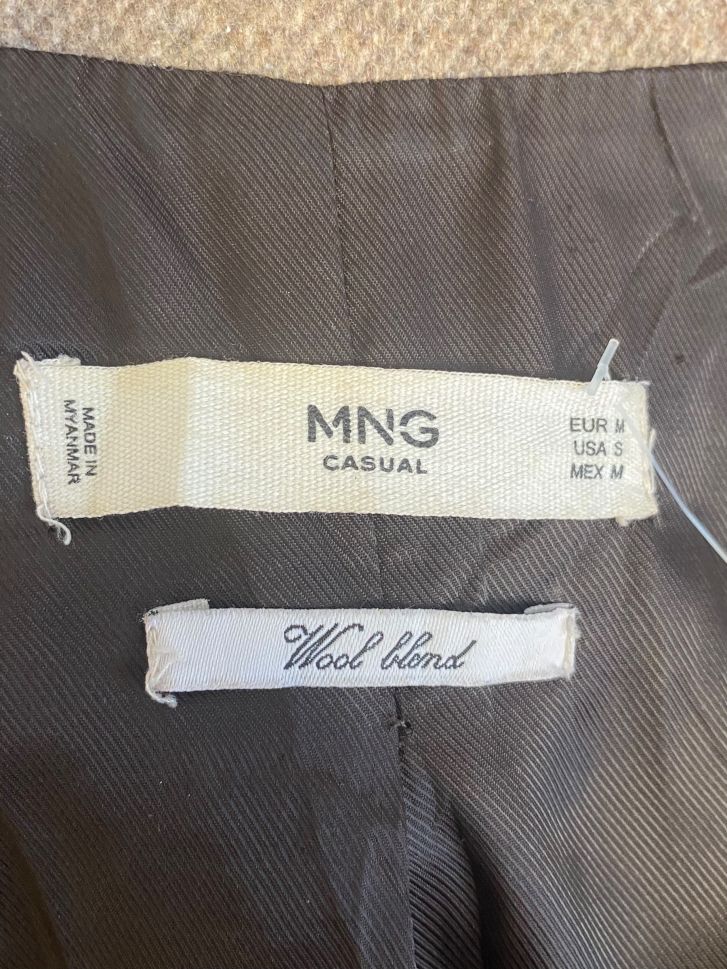 MADE IN
MYANMAR
MNG
CASUAL
EUR M
USA S
MEX M
Wool blend